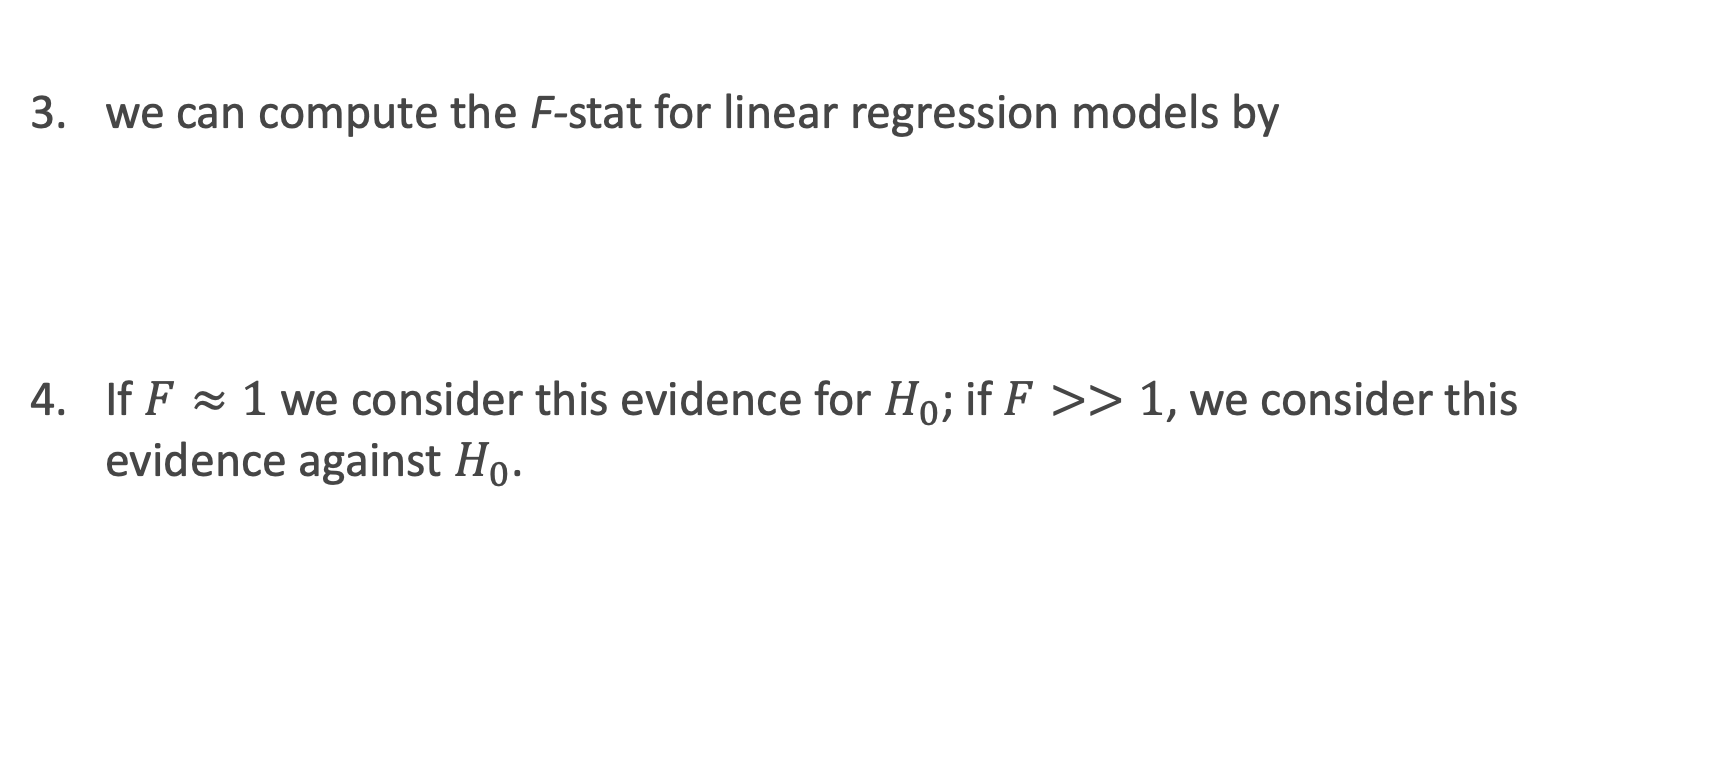 3. we can compute the F-stat for linear regression models by
4. If F ≈ 1 we consider this evidence for H₀; if F >> 1, we consider this
evidence against H₀.